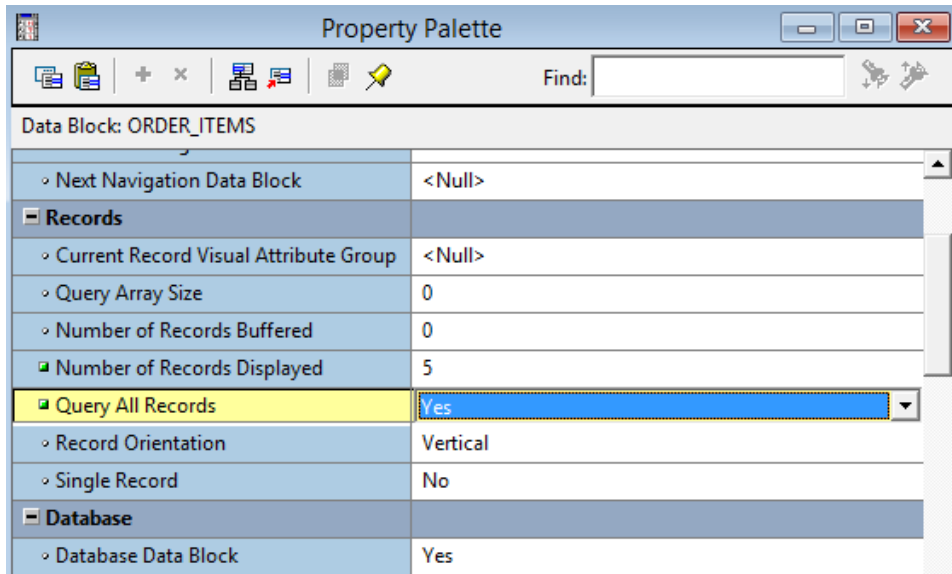 Property Palette
Find:
Data Block: ORDER_ITEMS
Next Navigation Data Block <Null>
Records
Current Record Visual Attribute Group <Null>
Query Array Size 0
Number of Records Buffered 0
Number of Records Displayed 5
Query All Records Yes
Record Orientation Vertical
Single Record No
Database
Database Data Block Yes